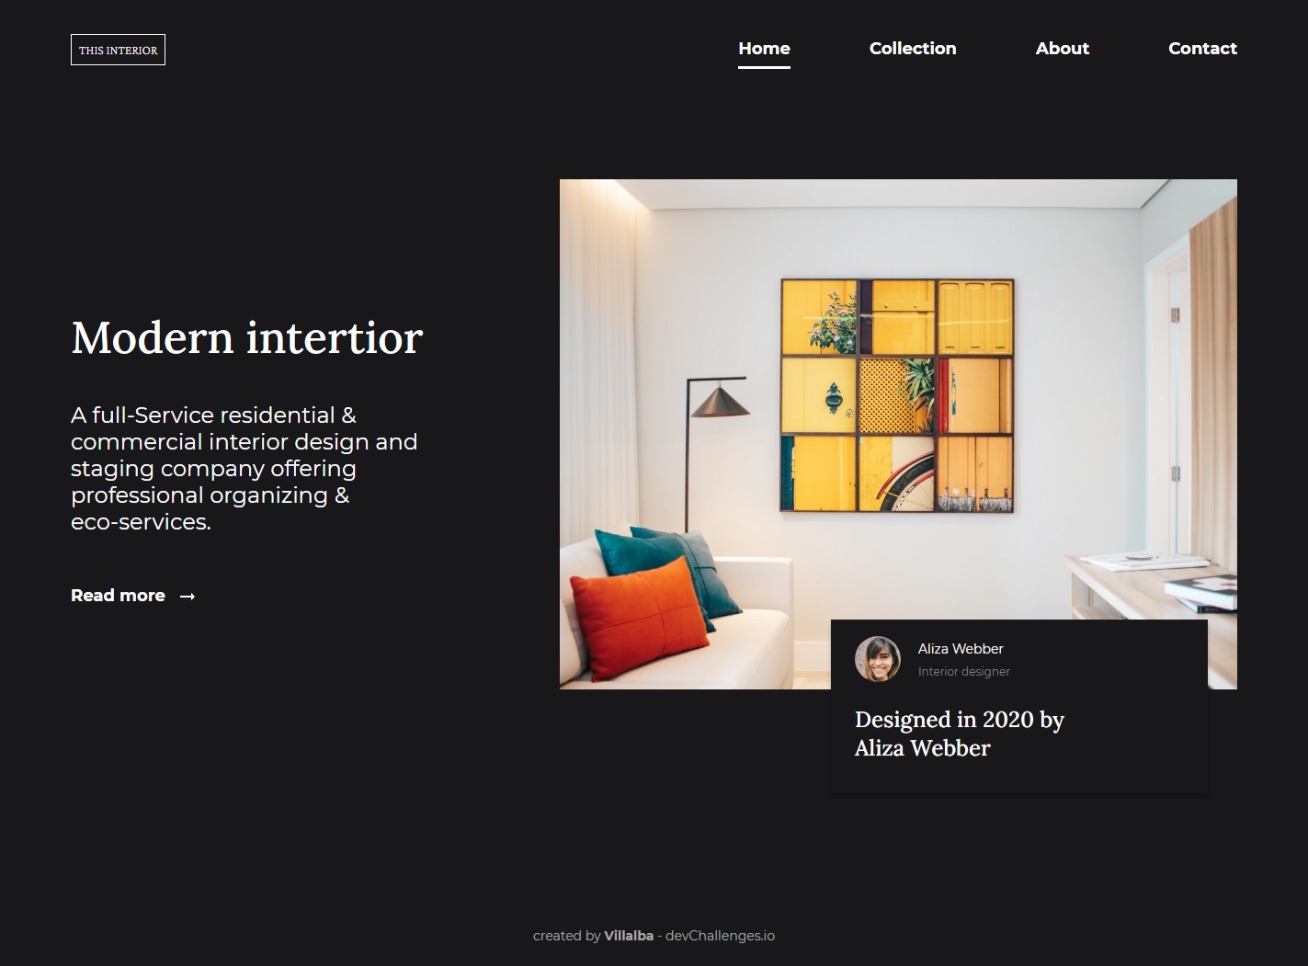 THIS INTERIOR
Home Collection About Contact
Modern intertior
A full-Service residential &
commercial interior design and
staging company offering
professional organizing &
eco-services.
Read more →
Aliza Webber
Interior designer
Designed in 2020 by
Aliza Webber
created by Villalba - devChallenges.io